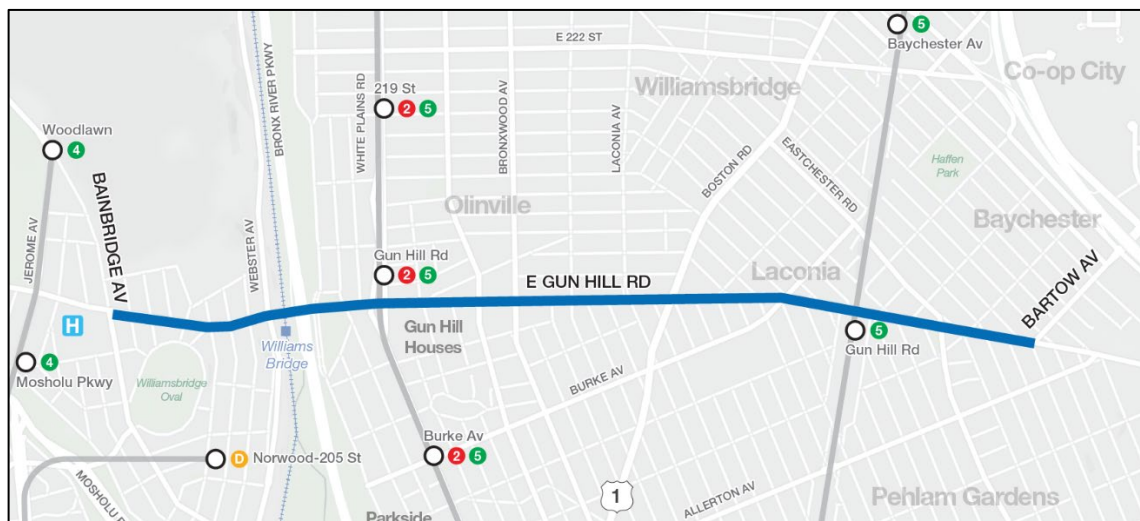 E 222 ST
5
Baychester Av
Co-op City
Williamsbridge
219 St
2 5
Woodlawn
4
BRONX RIVER PKWY
WHITE PLAINS RD
BRONXWOOD AV
LACONIA AV
BOSTON RD
EASTCHESTER RD
Haffen
Park
Baychester
BAINBRIDGE AV
JEROME AV
WEBSTER AV
Olinville
Gun Hill Rd
2 5
E GUN HILL RD
Laconia
BARTOW AV
H
Williams
Bridge
Gun Hill
Houses
5
Gun Hill Rd
4
Mosholu Pkwy
Williamsbridge
Oval
BURKE AV
Burke Av
2 5
D
Norwood-205 St
MOSHOLU P
1
ALLERTON AV
Pehlam Gardens
Parkside